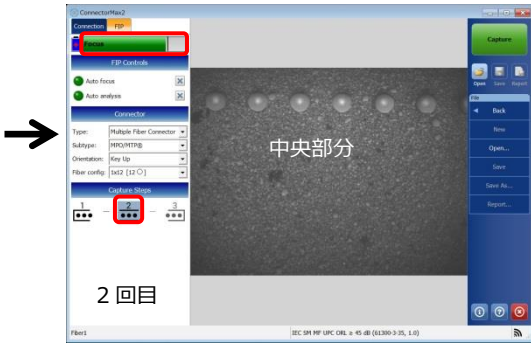 ConnectorMax2
Connection FIP
Focus
FIP Controls
Auto focus
Auto analysis
Connector
Type: Multiple Fiber Connector
Subtype: MPO/MTP®
Orientation: Key Up
Fiber config: 1x12 [12〇]
Capture Steps
1 2 3
2回目
中央部分
Capture
Open Save Report
File
Back
New
Open...
Save
Save As...
Report...
Fiber1
IEC SM MF UPC ORL ≥ 45 dB (61300-3-35, 1.0)